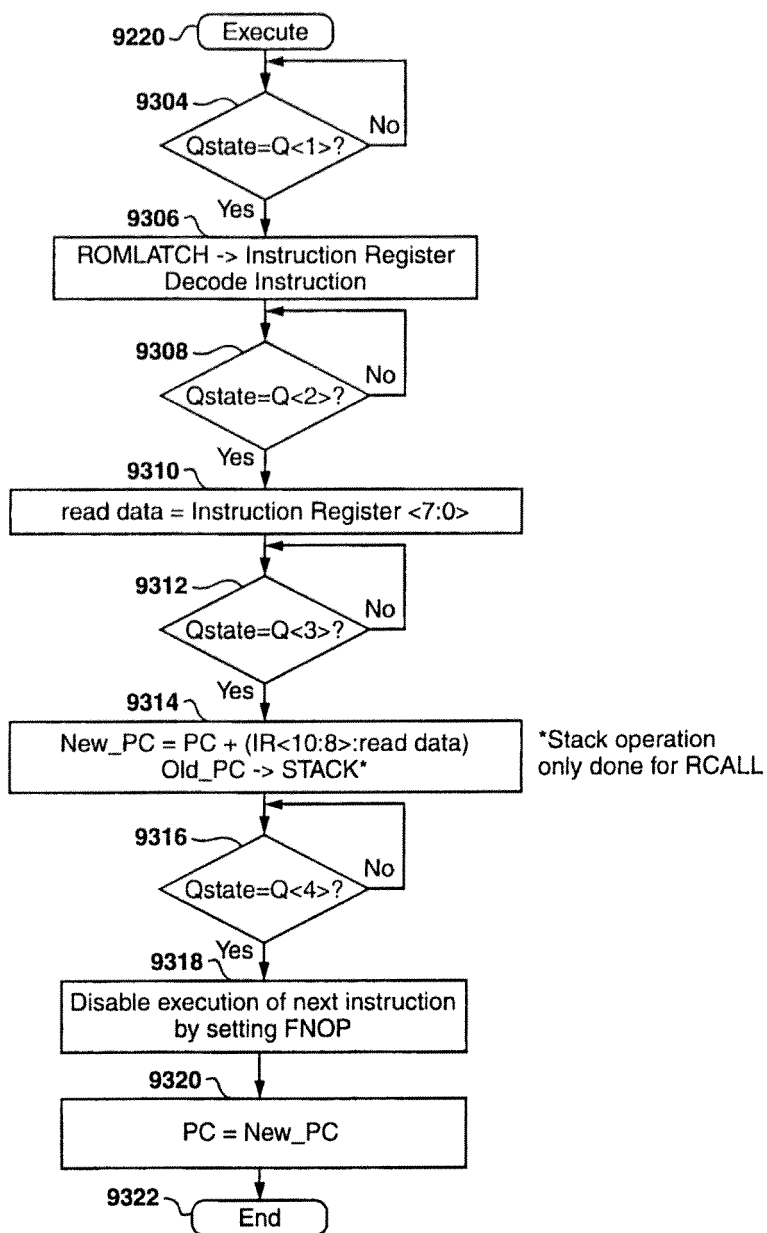 9220
Execute
9304
Qstate=Q<1>?
No
Yes
9306
ROMLATCH -> Instruction Register
Decode Instruction
9308
Qstate=Q<2>?
No
Yes
9310
read data = Instruction Register <7:0>
9312
Qstate=Q<3>?
No
Yes
9314
New_PC = PC + (IR<10:8>:read data)
Old_PC -> STACK*
*Stack operation
only done for RCALL
9316
Qstate=Q<4>?
No
Yes
9318
Disable execution of next instruction
by setting FNOP
9320
PC = New_PC
9322
End